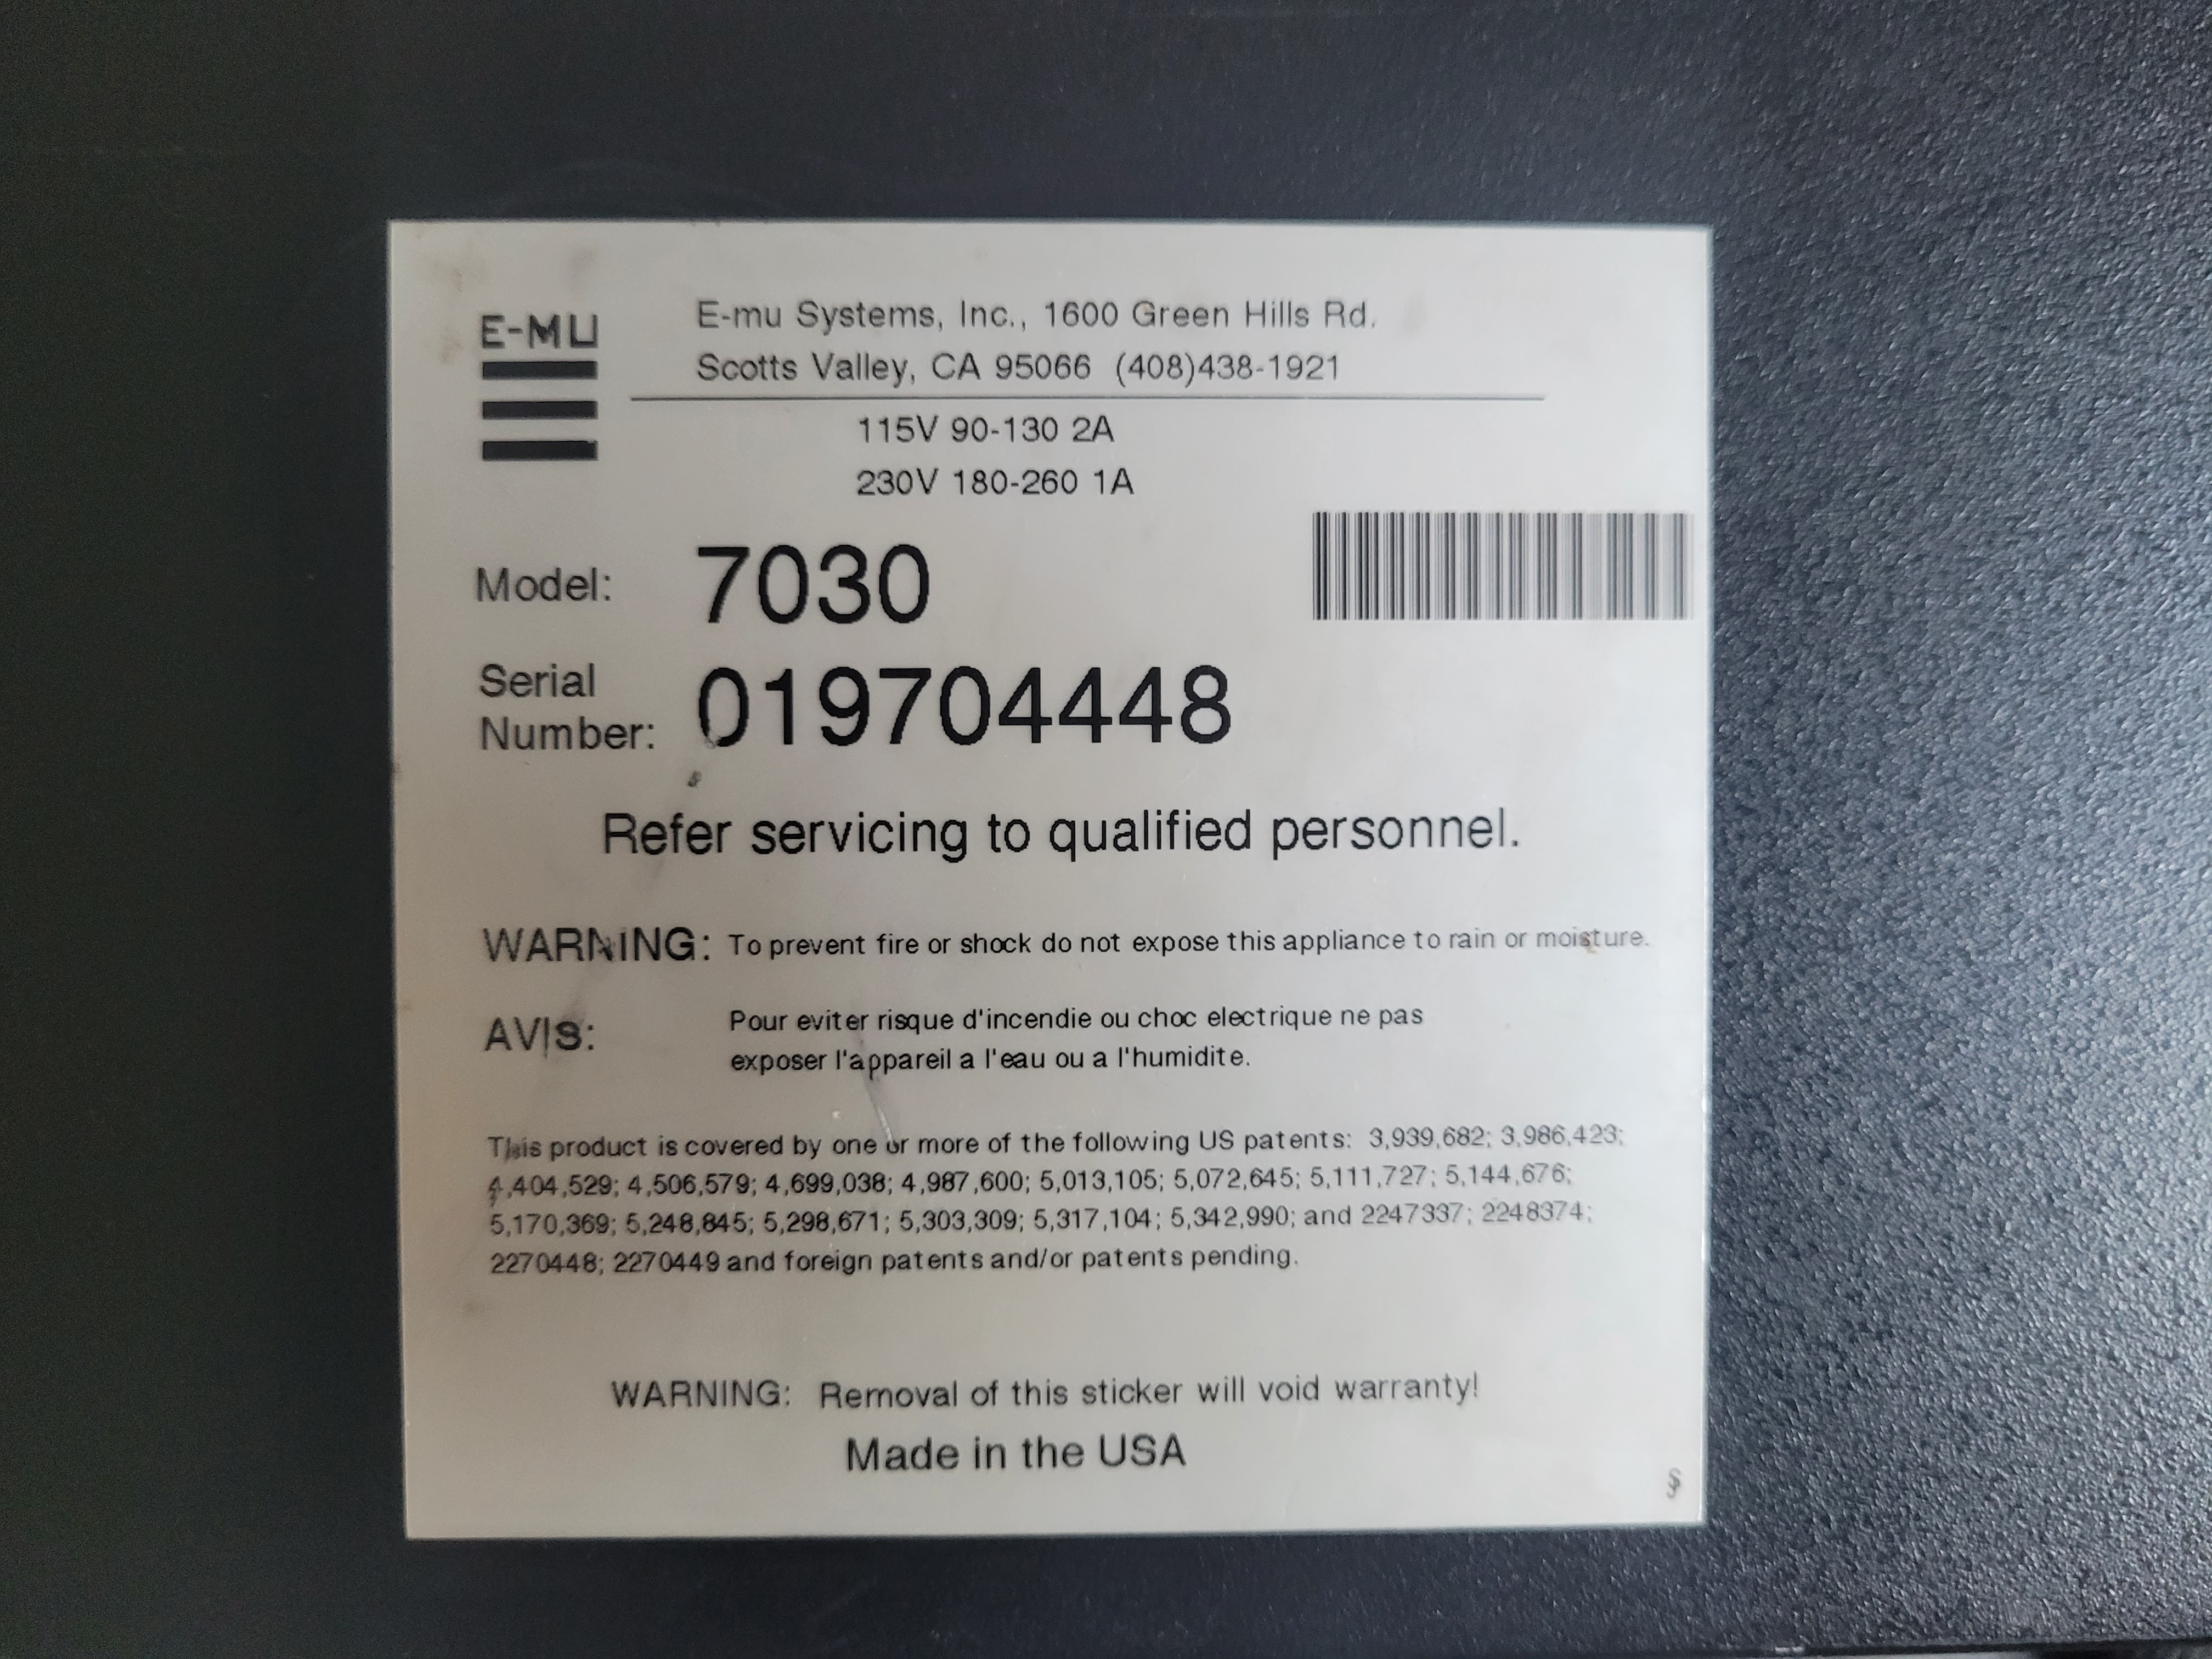 E-MU
E-mu Systems, Inc., 1600 Green Hills Rd.
Scotts Valley, CA 95066 (408)438-1921
115V 90-130 2A
230V 180-260 1A
Model: 7030
Serial Number: 019704448
Refer servicing to qualified personnel.
WARNING: To prevent fire or shock do not expose this appliance to rain or moisture.
AVIS: Pour eviter risque d'incendie ou choc electrique ne pas
exposer l'appareil a l'eau ou a l'humidite.
This product is covered by one or more of the following US patents: 3,939,682; 3,986,423;
4,404,529; 4,506,579; 4,699,038; 4,987,600; 5,013,105; 5,072,645; 5,111,727; 5,144,676;
5,170,369; 5,248,845; 5,298,671; 5,303,309; 5,317,104; 5,342,990; and 2247337; 2248374;
2270448; 2270449 and foreign patents and/or patents pending.
WARNING: Removal of this sticker will void warranty!
Made in the USA